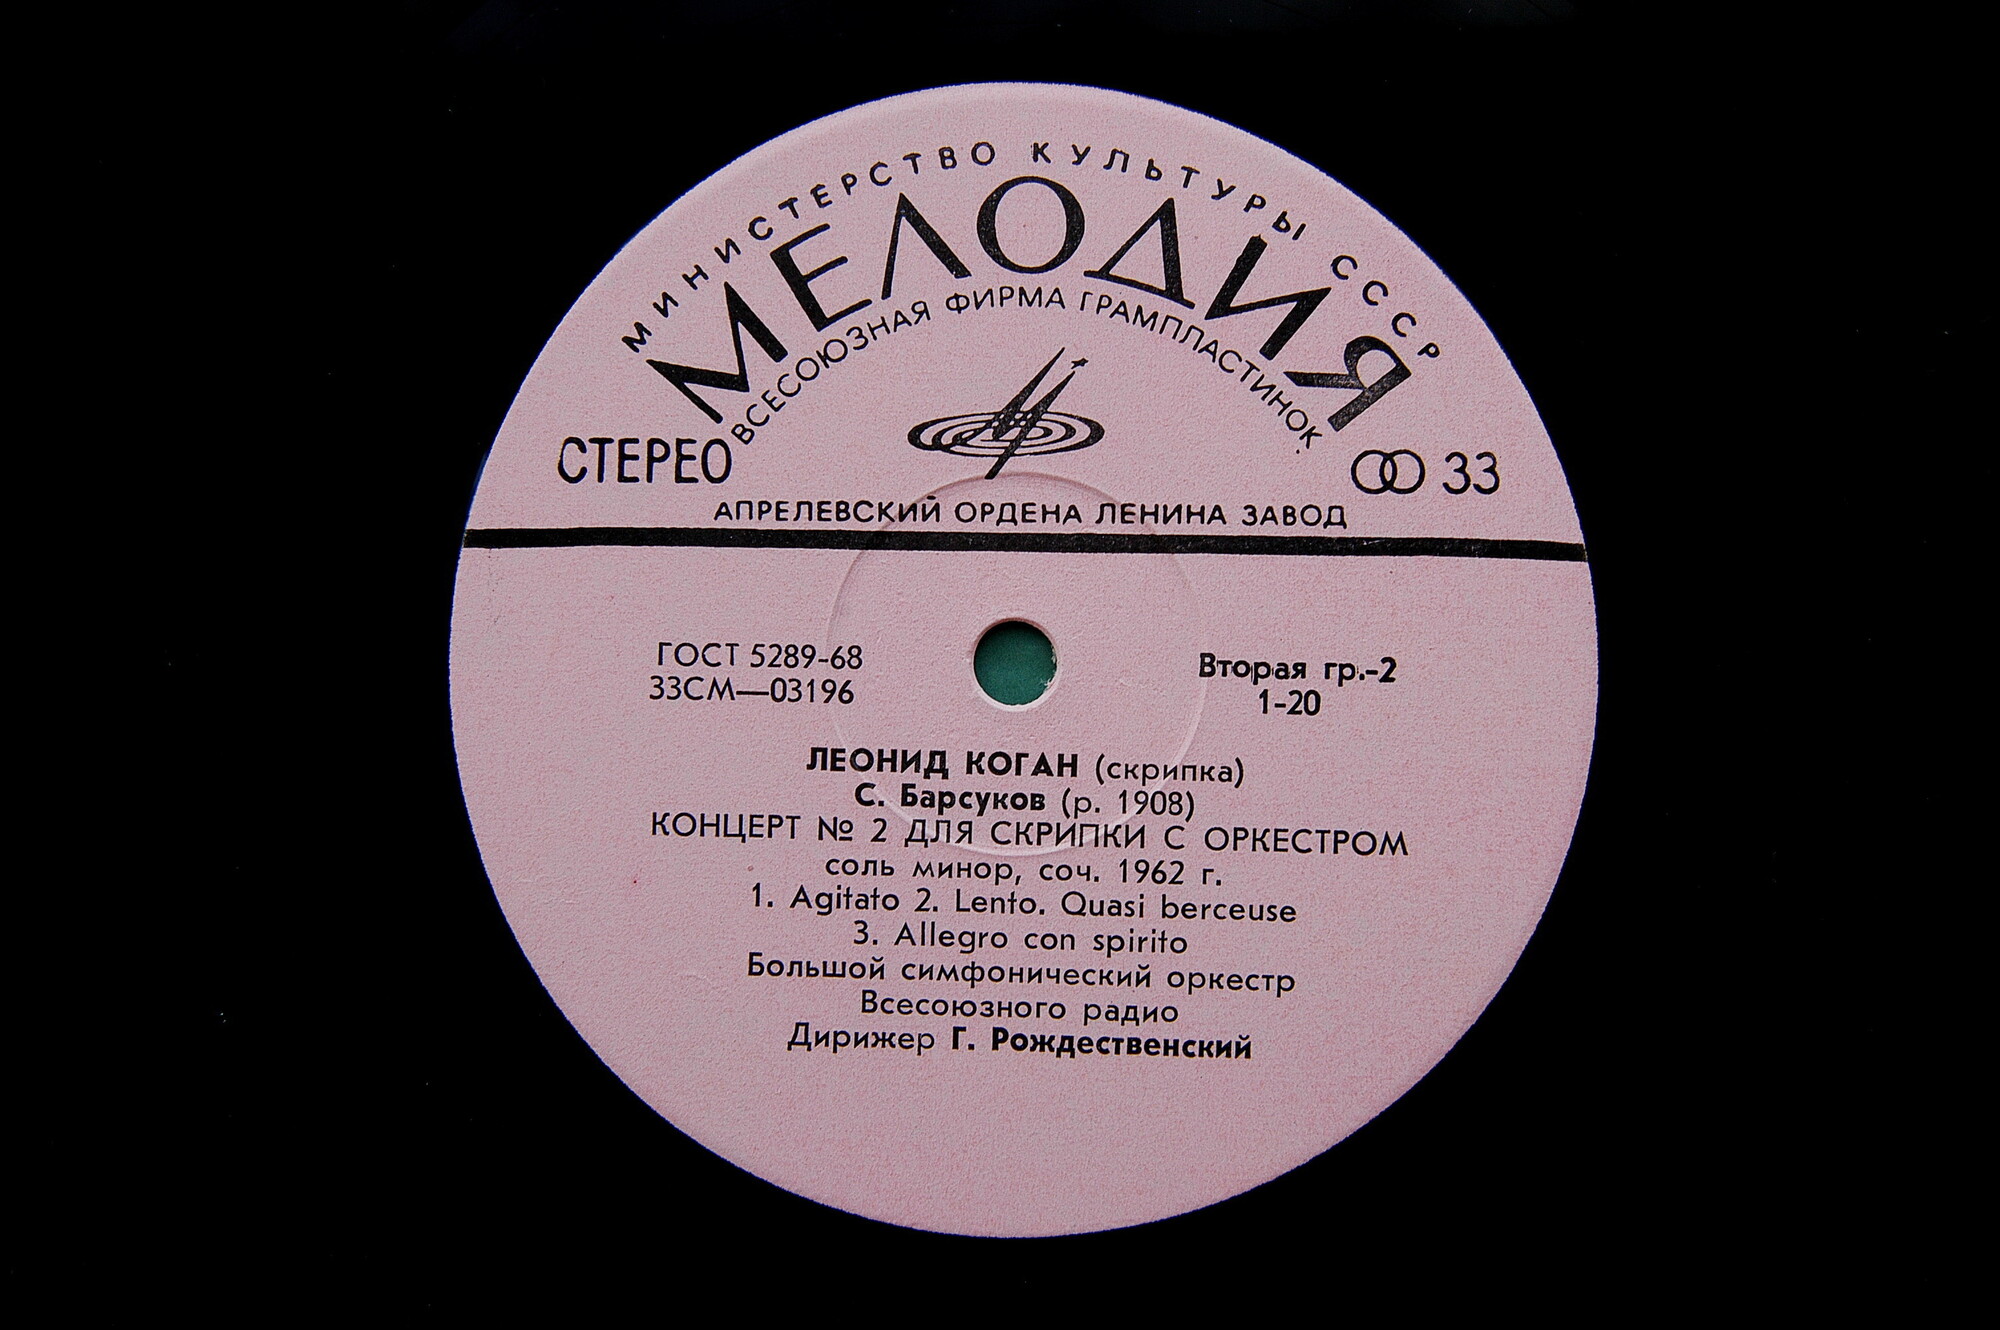 МИНИСТЕРСТВО КУЛЬТУРЫ СССР
МЕЛОДИЯ
ВСЕСОЮЗНАЯ ФИРМА ГРАМПЛАСТИНОК
СТЕРЕО
33
АПРЕЛЕВСКИЙ ОРДЕНА ЛЕНИНА ЗАВОД
ГОСТ 5289-68
33СМ—03196
Вторая гр.-2
1-20
ЛЕОНИД КОГАН (скрипка)
С. Барсуков (р. 1908)
КОНЦЕРТ № 2 ДЛЯ СКРИПКИ С ОРКЕСТРОМ
соль минор, соч. 1962 г.
1. Agitato 2. Lento. Quasi berceuse
3. Allegro con spirito
Большой симфонический оркестр
Всесоюзного радио
Дирижер Г. Рождественский